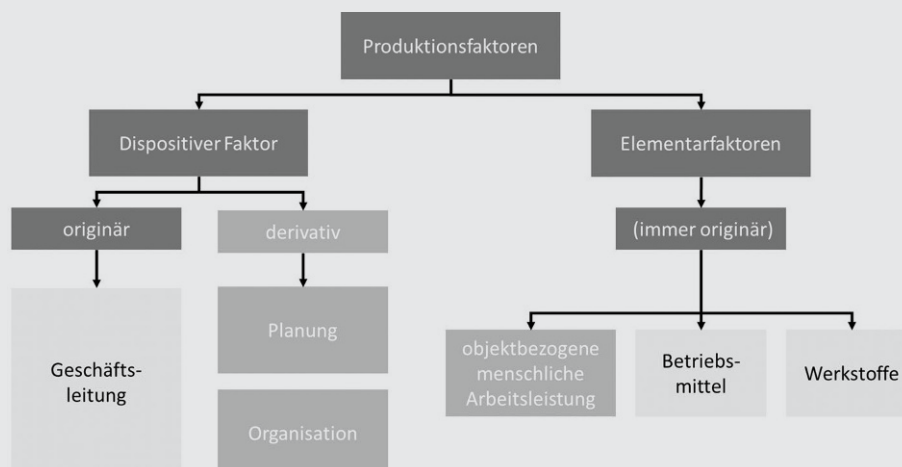 Produktionsfaktoren
Dispositiver Faktor
Elementarfaktoren
originär
derivativ
(immer originär)
Geschäfts-
leitung
Planung
Organisation
objektbezogene
menschliche
Arbeitsleistung
Betriebs-
mittel
Werkstoffe